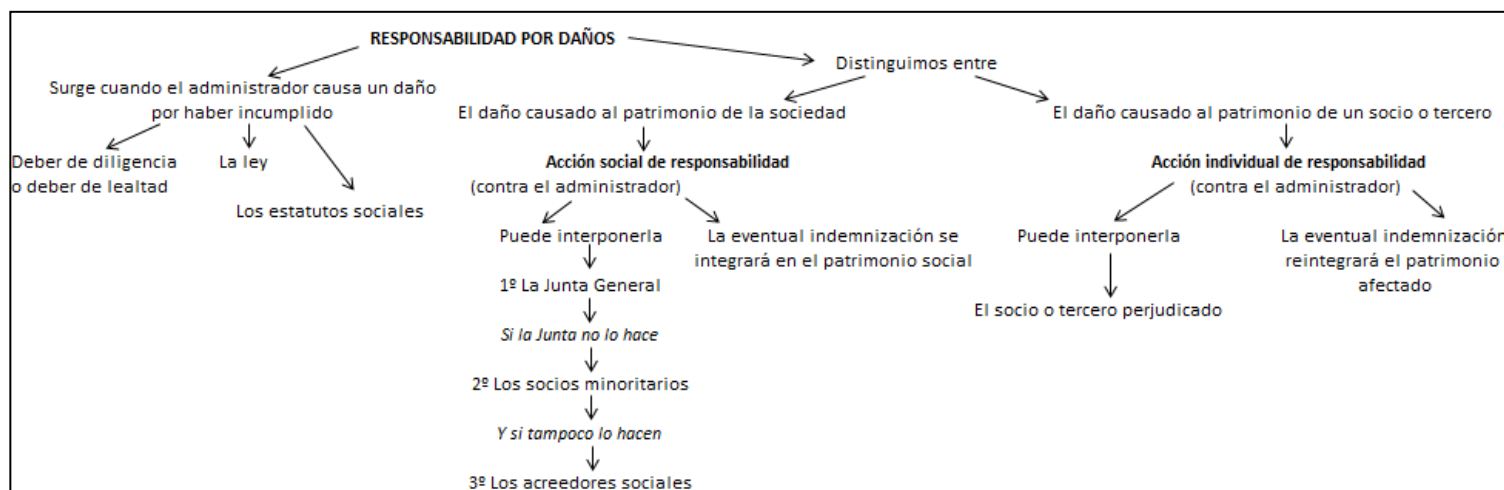 RESPONSABILIDAD POR DAÑOS
Surge cuando el administrador causa un daño
por haber incumplido
Deber de diligencia
o deber de lealtad
La ley
Los estatutos sociales
Distinguimos entre
El daño causado al patrimonio de la sociedad
Acción social de responsabilidad
(contra el administrador)
Puede interponerla
1º La Junta General
Si la Junta no lo hace
2º Los socios minoritarios
Y si tampoco lo hacen
3º Los acreedores sociales
La eventual indemnización se
integrará en el patrimonio social
El daño causado al patrimonio de un socio o tercero
Acción individual de responsabilidad
(contra el administrador)
Puede interponerla
El socio o tercero perjudicado
La eventual indemnización
reintegrará el patrimonio
afectado